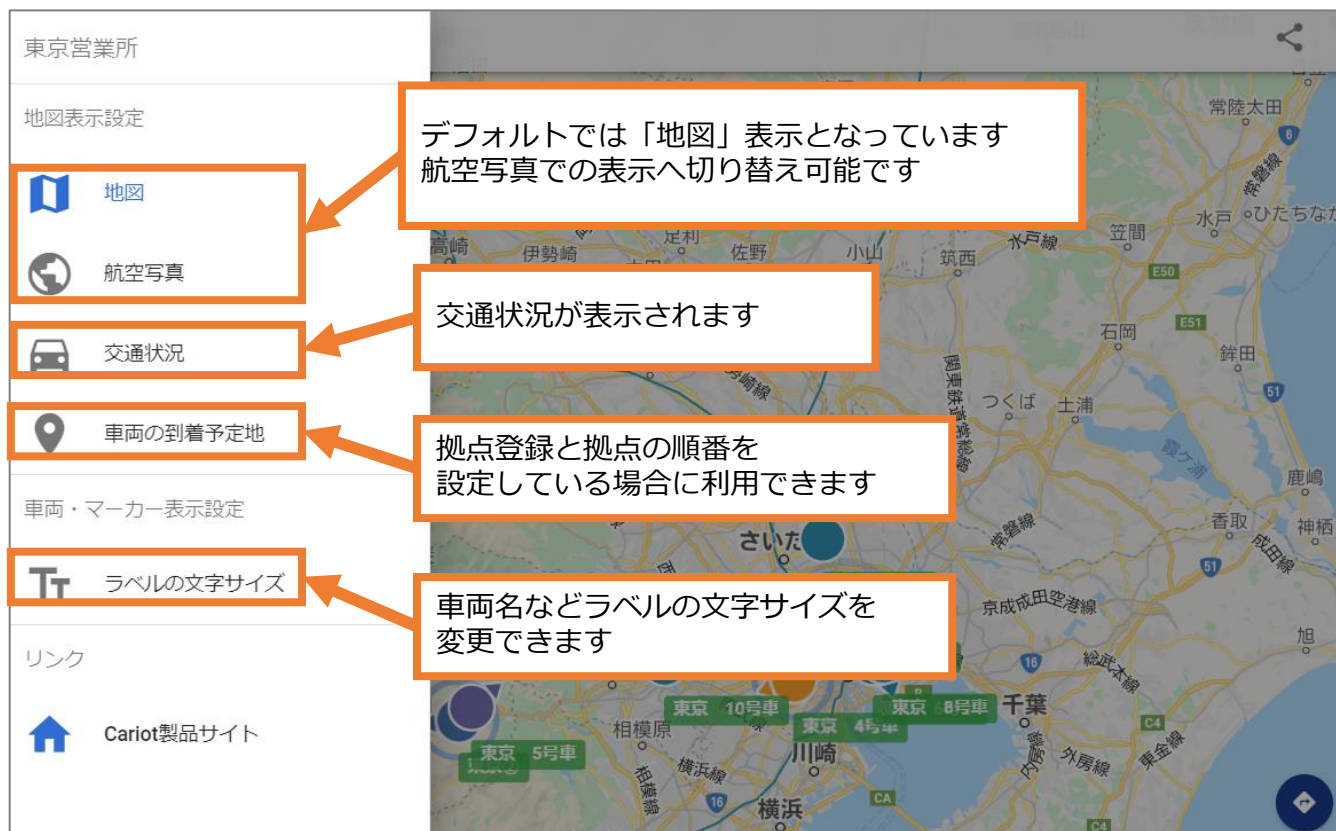 東京営業所
地図表示設定
地図
航空写真
交通状況
車両の到着予定地
車両・マーカー表示設定
ラベルの文字サイズ
リンク
Cariot製品サイト
デフォルトでは「地図」表示となっています
航空写真での表示へ切り替え可能です
交通状況が表示されます
拠点登録と拠点の順番を
設定している場合に利用できます
車両名などラベルの文字サイズを
変更できます
常陸太田
6
常磐線
水戸
ひたちなか
笠間
水戸線
高崎
伊勢崎
足利
佐野
小山
筑西
E50
石岡
E51
鉾田
関東鉄道常総線
つくば
土浦
51
霞ケ浦
鹿嶋
香取
神栖
常磐線
成田線
51
さいた
京成成田空港線
旭
16
総武本線
千葉
東京 10号車
東京 8号車
東京 4号車
東京 5号車
相模原
川崎
横浜線
相模線
16
横浜
CA
内房線
外房線
東金線
C4
C4